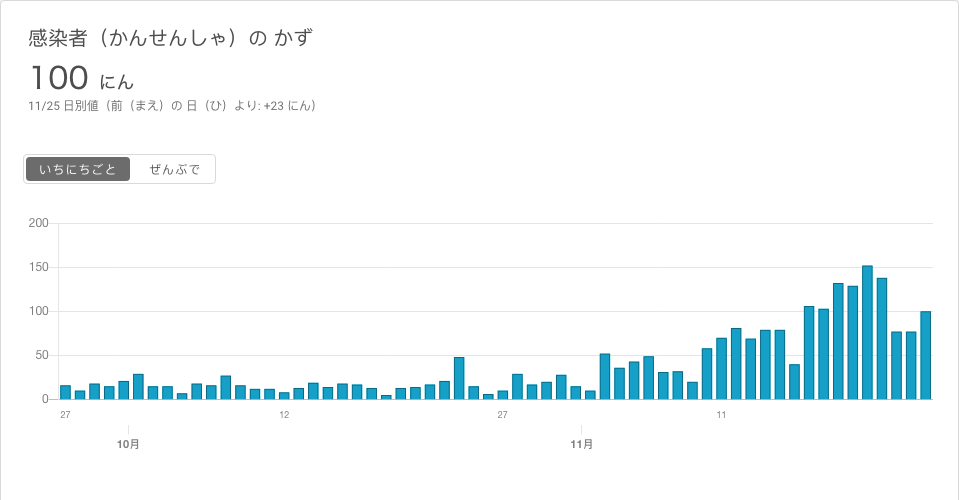 感染者（かんせんしゃ）の かず
100 にん
11/25 日別値（前（まえ）の 日（ひ）より: +23 にん）
いちにちごと ぜんぶで
200
150
100
50
0
27 12 27 11
10月 11月